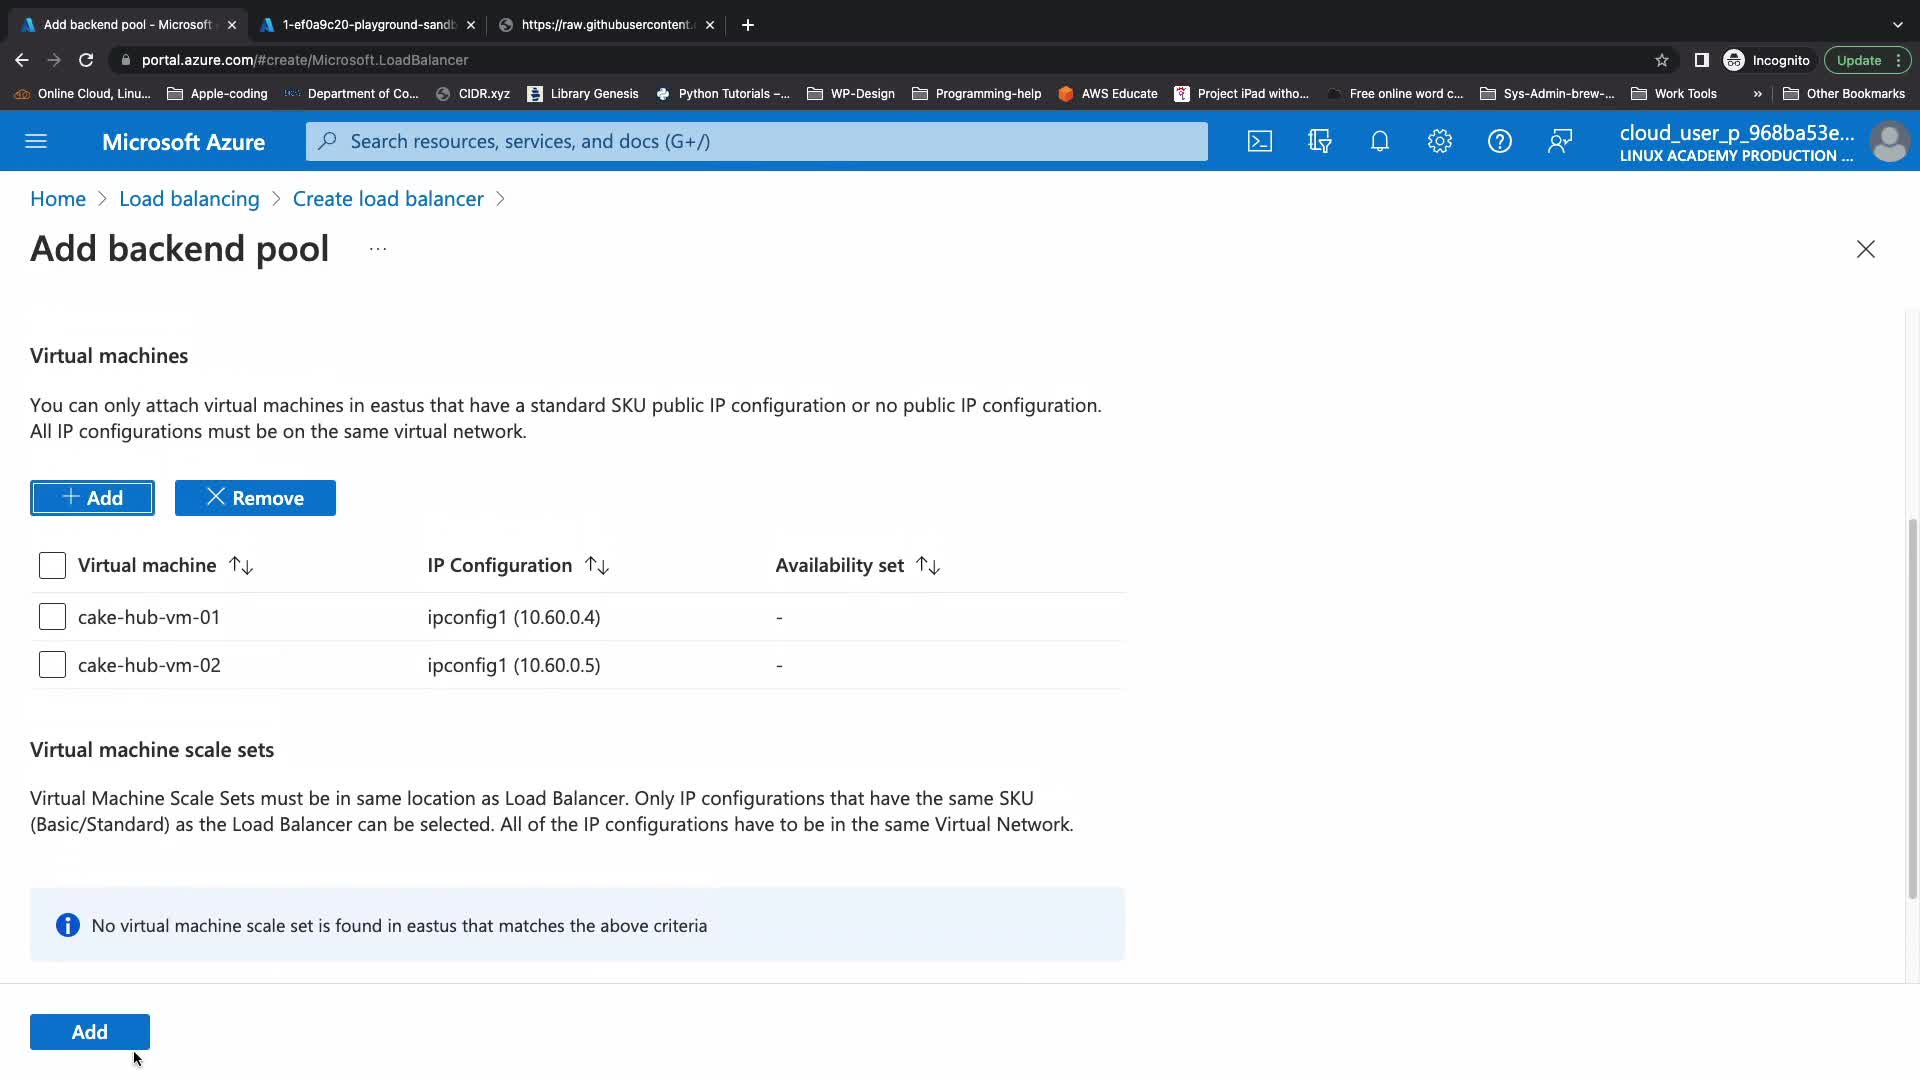 Add backend pool - Microsoft
1-ef0a9c20-playground-sandb
https://raw.githubusercontent.
portal.azure.com/#create/Microsoft.LoadBalancer
Incognito
Update
Online Cloud, Linu...
Apple-coding
Department of Co...
CIDR.xyz
Library Genesis
Python Tutorials –...
WP-Design
Programming-help
AWS Educate
Project iPad witho...
Free online word c...
Sys-Admin-brew-...
Work Tools
»
Other Bookmarks
Microsoft Azure
Search resources, services, and docs (G+/)
cloud_user_p_968ba53e...
LINUX ACADEMY PRODUCTION ...
Home > Load balancing > Create load balancer >
Add backend pool ...
Virtual machines
You can only attach virtual machines in eastus that have a standard SKU public IP configuration or no public IP configuration.
All IP configurations must be on the same virtual network.
+ Add
Remove
Virtual machine ↑↓ IP Configuration ↑↓ Availability set ↑↓
cake-hub-vm-01 ipconfig1 (10.60.0.4) -
cake-hub-vm-02 ipconfig1 (10.60.0.5) -
Virtual machine scale sets
Virtual Machine Scale Sets must be in same location as Load Balancer. Only IP configurations that have the same SKU
(Basic/Standard) as the Load Balancer can be selected. All of the IP configurations have to be in the same Virtual Network.
No virtual machine scale set is found in eastus that matches the above criteria
Add